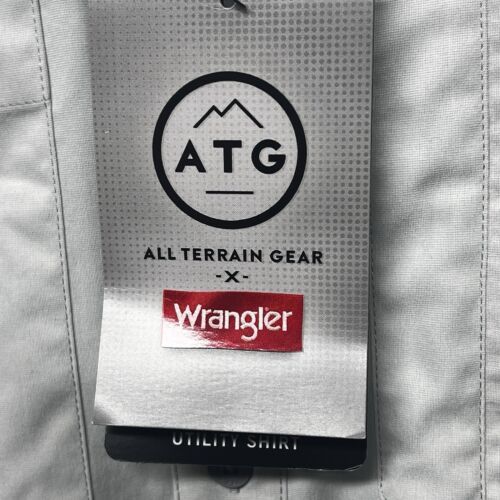 ATG
ALL TERRAIN GEAR
-X-
Wrangler
UTILITY SHIRT